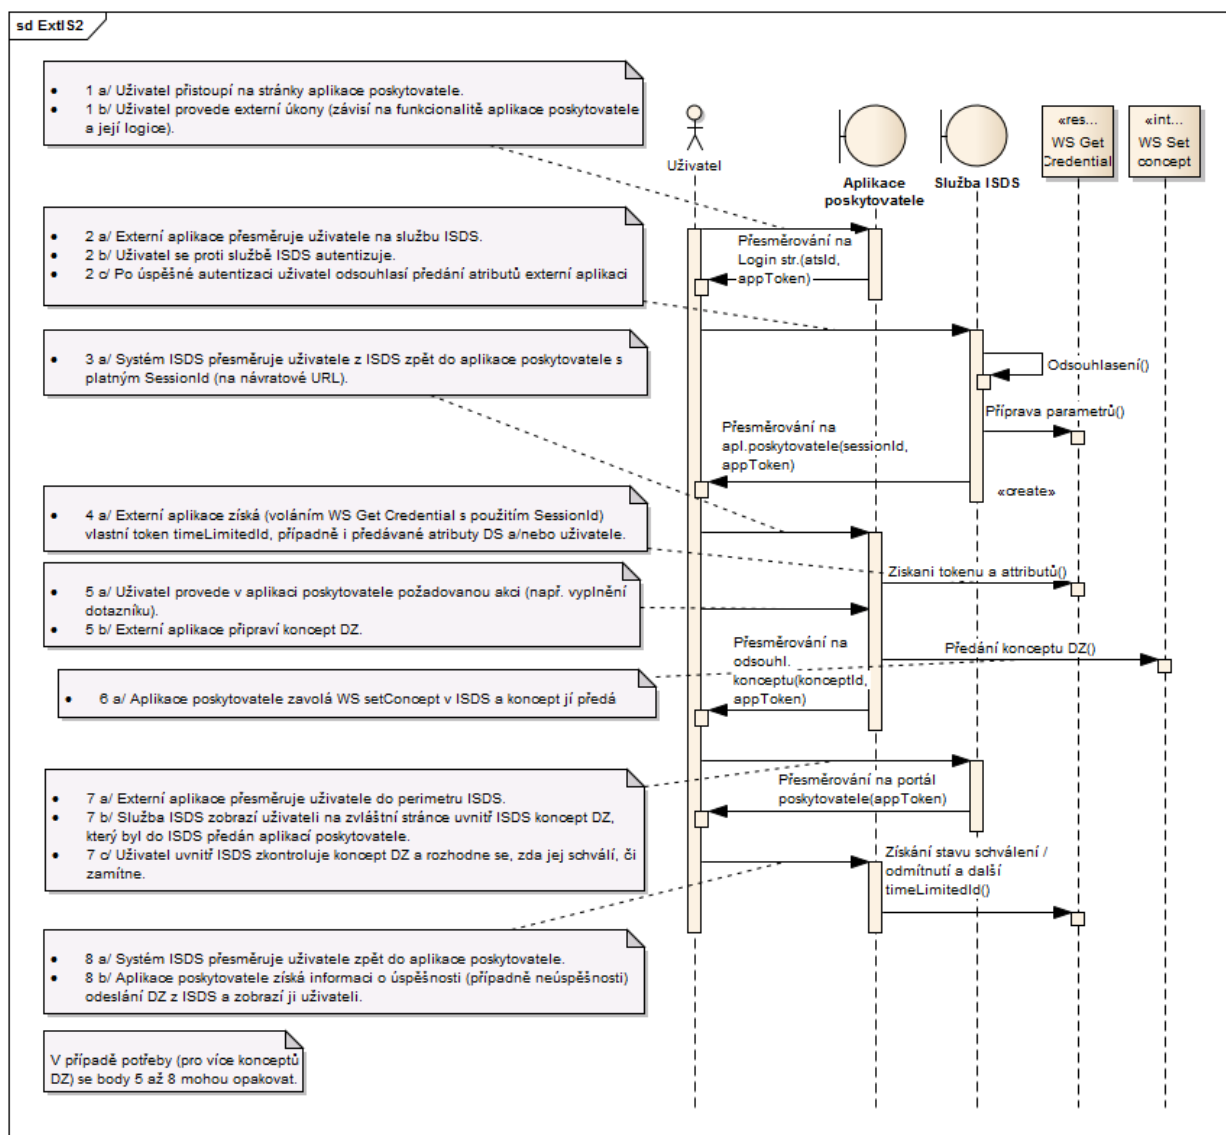 sd ExtIS2
1 a/ Uživatel přistoupí na stránky aplikace poskytovatele.
1 b/ Uživatel provede externí úkony (závisí na funkcionalitě aplikace poskytovatele
a její logice).
«res...
WS Get
Credential
«int...
WS Set
concept
Uživatel
Aplikace
poskytovatele
Služba ISDS
2 a/ Externí aplikace přesměruje uživatele na službu ISDS.
2 b/ Uživatel se proti službě ISDS autentizuje.
2 c/ Po úspěšné autentizaci uživatel odsouhlasí předání atributů externí aplikaci
Přesměrování na
Login str.(atsId,
appToken)
3 a/ Systém ISDS přesměruje uživatele z ISDS zpět do aplikace poskytovatele s
platným SessionId (na návratové URL).
Odsouhlasení()
Příprava parametrů()
Přesměrování na
apl.poskytovatele(sessionId,
appToken)
«create»
4 a/ Externí aplikace získá (voláním WS Get Credential s použitím SessionId)
vlastní token timeLimitedId, případně i předávané atributy DS a/nebo uživatele.
Získani tokenu a attributů()
5 a/ Uživatel provede v aplikaci poskytovatele požadovanou akci (např. vyplnění
dotazníku).
5 b/ Externí aplikace připraví koncept DZ.
Přesměrování na
odsouhl.
konceptu(konceptId,
appToken)
Předání konceptu DZ()
6 a/ Aplikace poskytovatele zavolá WS setConcept v ISDS a koncept jí předá
7 a/ Externí aplikace přesměruje uživatele do perimetru ISDS.
7 b/ Služba ISDS zobrazí uživateli na zvláštní stránce uvnitř ISDS koncept DZ,
který byl do ISDS předán aplikací poskytovatele.
7 c/ Uživatel uvnitř ISDS zkontroluje koncept DZ a rozhodne se, zda jej schválí, či
zamítne.
Přesměrování na portál
poskytovatele(appToken)
Získání stavu schválení /
odmítnutí a další
timeLimitedId()
8 a/ Systém ISDS přesměruje uživatele zpět do aplikace poskytovatele.
8 b/ Aplikace poskytovatele získá informaci o úspěšnosti (případně neúspěšnosti)
odeslání DZ z ISDS a zobrazí ji uživateli.
V případě potřeby (pro více konceptů
DZ) se body 5 až 8 mohou opakovat.